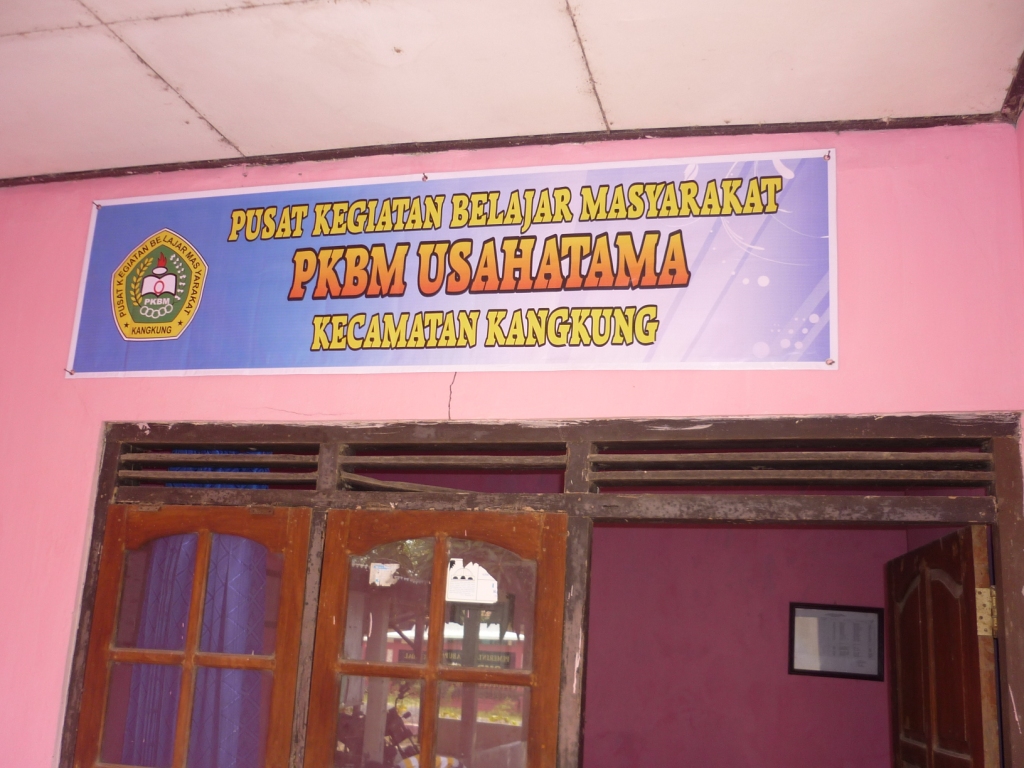 PUSAT KEGIATAN BELAJAR MASYARAKAT
PKBM USAHATAMA
KECAMATAN KANGKUNG
PUSAT KEGIATAN BELAJAR MASYARAKAT
PKBM
KANGKUNG